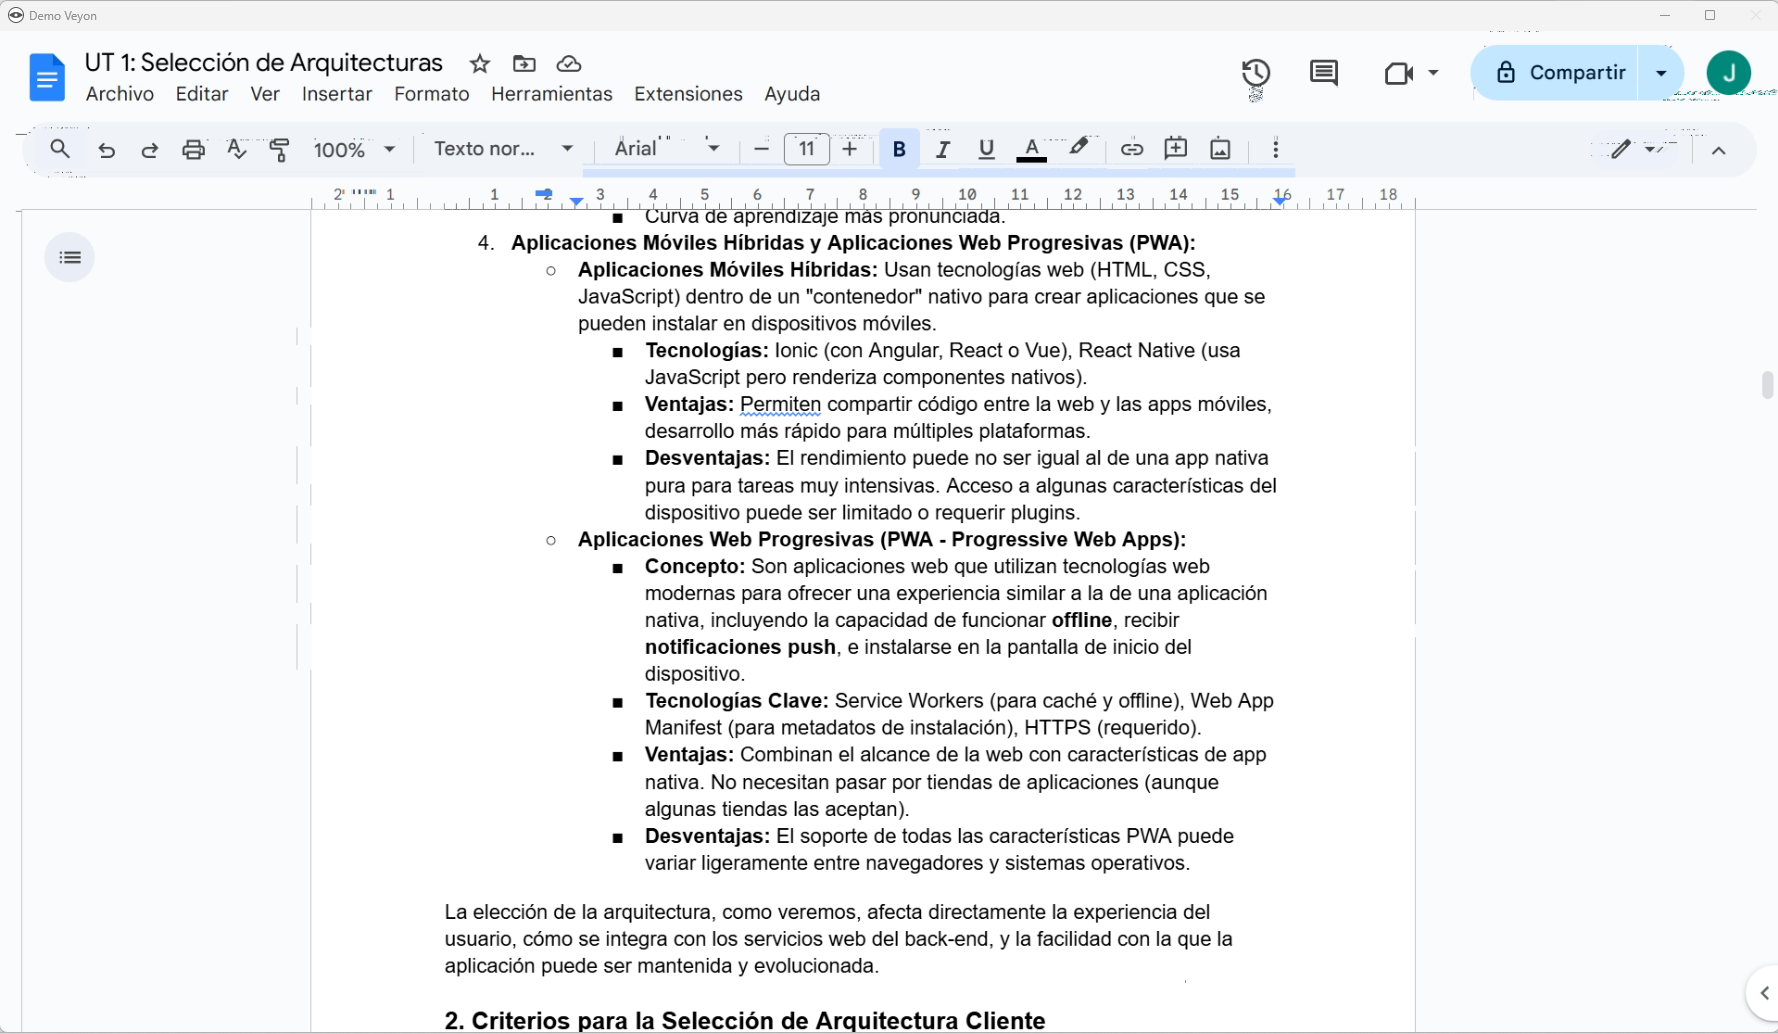 Demo Veyon
UT 1: Selección de Arquitecturas
Archivo Editar Ver Insertar Formato Herramientas Extensiones Ayuda
Compartir
J
100% Texto nor... Arial 11 B I U A
2 1 1 2 3 4 5 6 7 8 9 10 11 12 13 14 15 16 17 18
■ Curva de aprendizaje más pronunciada.
4. Aplicaciones Móviles Híbridas y Aplicaciones Web Progresivas (PWA):
○ Aplicaciones Móviles Híbridas: Usan tecnologías web (HTML, CSS,
JavaScript) dentro de un "contenedor" nativo para crear aplicaciones que se
pueden instalar en dispositivos móviles.
■ Tecnologías: Ionic (con Angular, React o Vue), React Native (usa
JavaScript pero renderiza componentes nativos).
■ Ventajas: Permiten compartir código entre la web y las apps móviles,
desarrollo más rápido para múltiples plataformas.
■ Desventajas: El rendimiento puede no ser igual al de una app nativa
pura para tareas muy intensivas. Acceso a algunas características del
dispositivo puede ser limitado o requerir plugins.
○ Aplicaciones Web Progresivas (PWA - Progressive Web Apps):
■ Concepto: Son aplicaciones web que utilizan tecnologías web
modernas para ofrecer una experiencia similar a la de una aplicación
nativa, incluyendo la capacidad de funcionar offline, recibir
notificaciones push, e instalarse en la pantalla de inicio del
dispositivo.
■ Tecnologías Clave: Service Workers (para caché y offline), Web App
Manifest (para metadatos de instalación), HTTPS (requerido).
■ Ventajas: Combinan el alcance de la web con características de app
nativa. No necesitan pasar por tiendas de aplicaciones (aunque
algunas tiendas las aceptan).
■ Desventajas: El soporte de todas las características PWA puede
variar ligeramente entre navegadores y sistemas operativos.
La elección de la arquitectura, como veremos, afecta directamente la experiencia del
usuario, cómo se integra con los servicios web del back-end, y la facilidad con la que la
aplicación puede ser mantenida y evolucionada.
2. Criterios para la Selección de Arquitectura Cliente